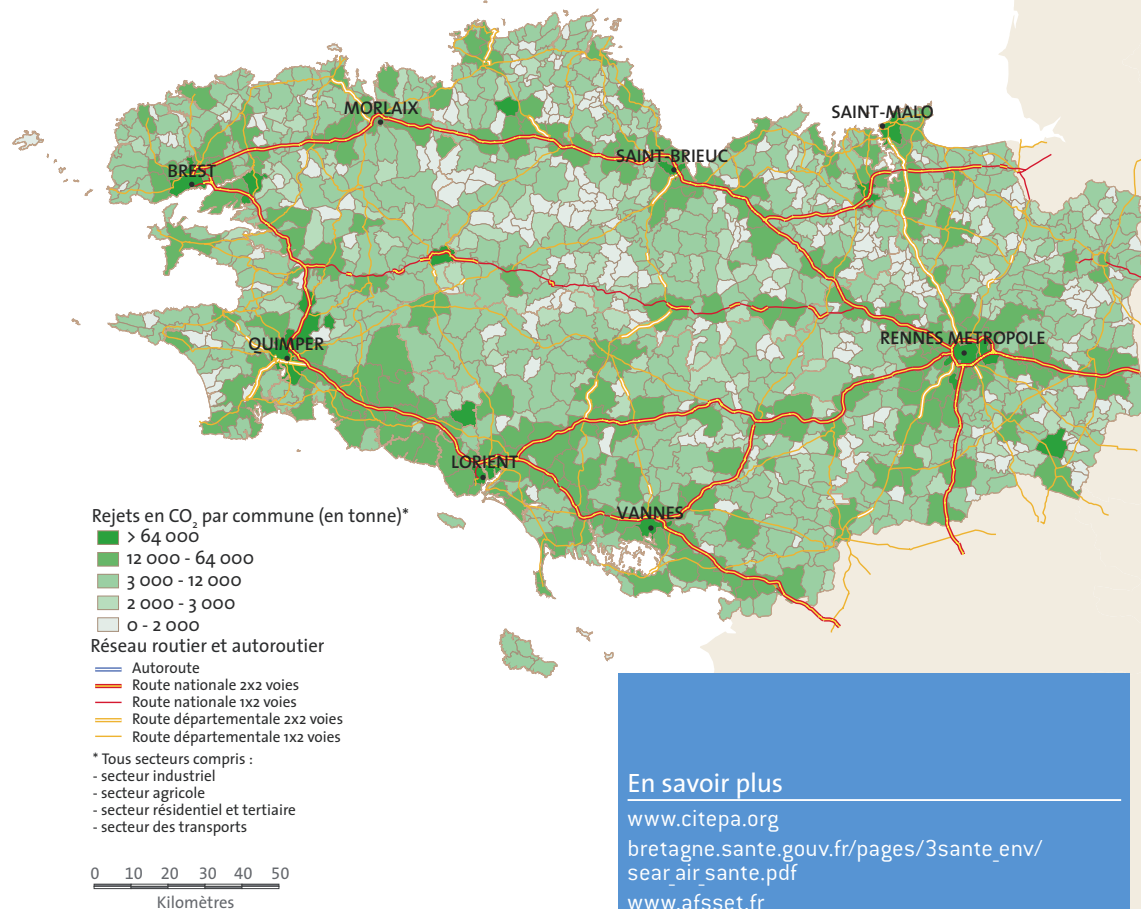 MORLAIX
SAINT-MALO
SAINT-BRIEUC
BREST
QUIMPER
RENNES METROPOLE
LORIENT
VANNES
Rejets en CO₂ par commune (en tonne)*
> 64 000
12 000 - 64 000
3 000 - 12 000
2 000 - 3 000
0 - 2 000
Réseau routier et autoroutier
Autoroute
Route nationale 2x2 voies
Route nationale 1x2 voies
Route départementale 2x2 voies
Route départementale 1x2 voies
* Tous secteurs compris :
- secteur industriel
- secteur agricole
- secteur résidentiel et tertiaire
- secteur des transports
0 10 20 30 40 50
Kilomètres
En savoir plus
www.citepa.org
bretagne.sante.gouv.fr/pages/3sante_env/
sear_air_sante.pdf
www.afsset.fr